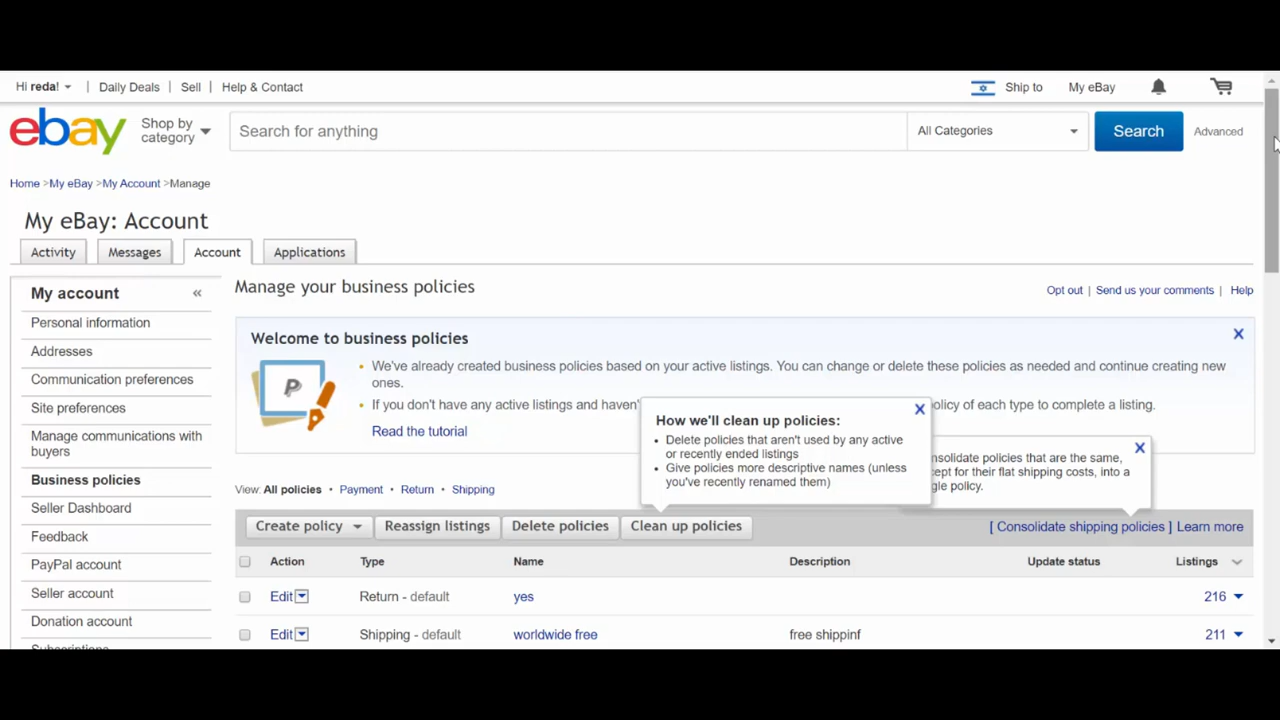 Hi reda!
Daily Deals
Sell
Help & Contact
Ship to
My eBay
ebay
Shop by
category
Search for anything
All Categories
Search
Advanced
Home >My eBay >My Account >Manage
My eBay: Account
Activity
Messages
Account
Applications
My account
«
Personal information
Addresses
Communication preferences
Site preferences
Manage communications with
buyers
Business policies
Seller Dashboard
Feedback
PayPal account
Seller account
Donation account
Manage your business policies
Opt out | Send us your comments | Help
Welcome to business policies
X
We've already created business policies based on your active listings. You can change or delete these policies as needed and continue creating new
ones.
If you don't have any active listings and haven' policy of each type to complete a listing.
Read the tutorial
How we'll clean up policies:
X
Delete policies that aren't used by any active
or recently ended listings
Give policies more descriptive names (unless
you've recently renamed them)
X
nsolidate policies that are the same,
cept for their flat shipping costs, into a
gle policy.
View: All policies • Payment • Return • Shipping
Create policy
Reassign listings
Delete policies
Clean up policies
[ Consolidate shipping policies ] Learn more
Action Type Name Description Update status Listings
Edit Return - default yes 216
Edit Shipping - default worldwide free free shippinf 211